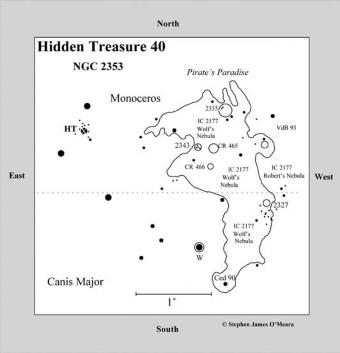 North
Hidden Treasure 40
NGC 2353
Pirate's Paradise
Monoceros
2335
IC 2177
Wolf's
Nebula
VdB 93
HT
2343
CR 465
CR 466
IC 2177
Wolf's
Nebula
IC 2177
Robert's Nebula
East
West
2327
IC 2177
Wolf's
Nebula
W
Canis Major
Ced 90
1°
South
© Stephen James O'Meara